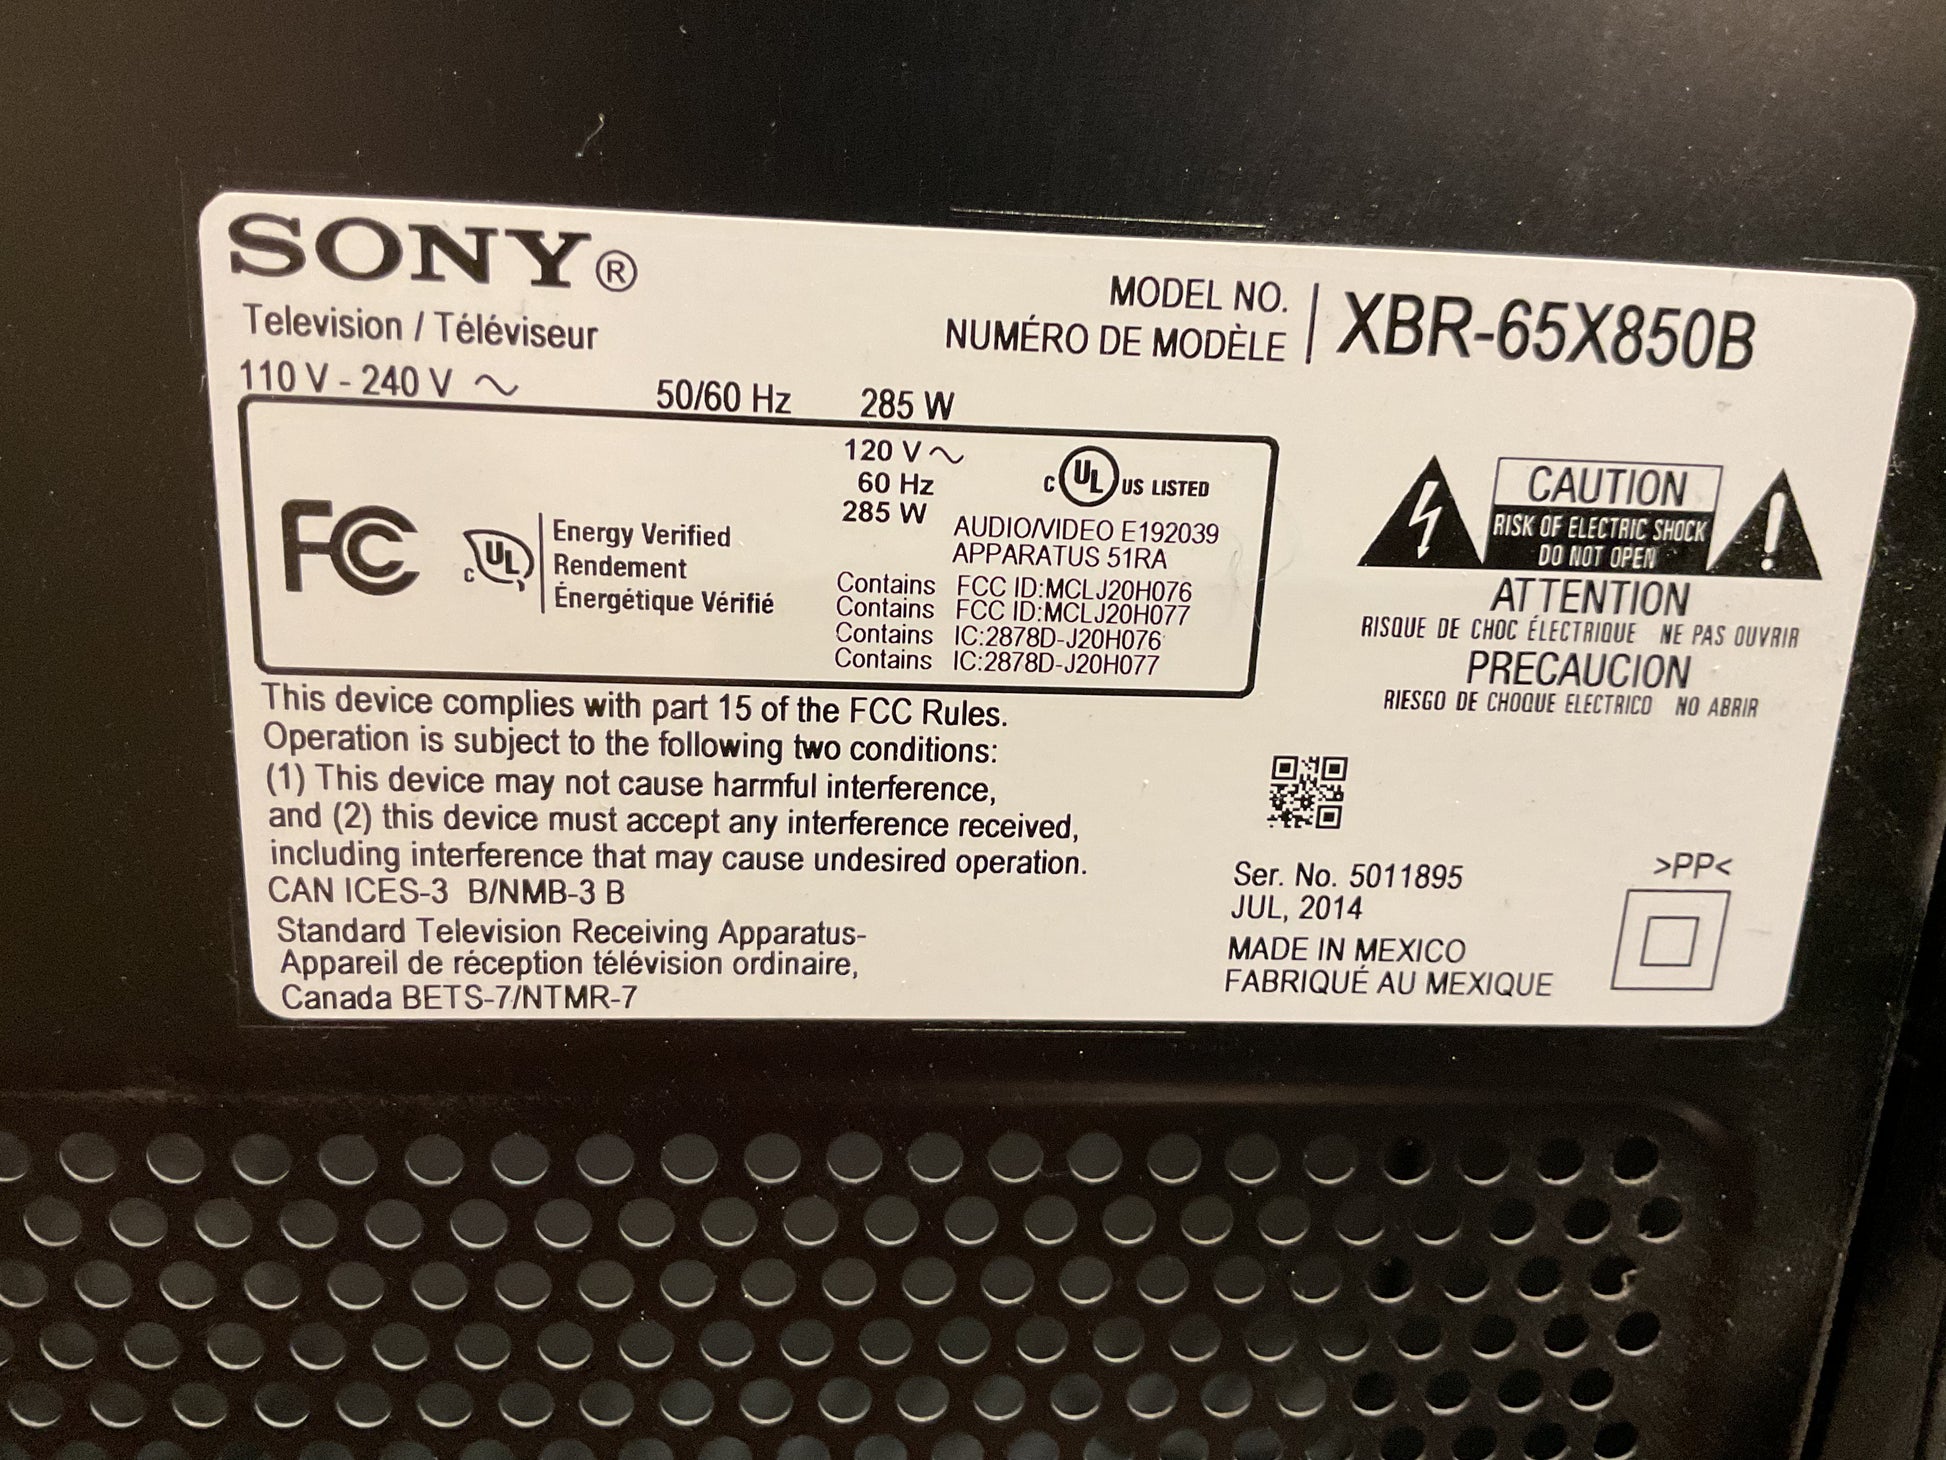 SONY®
Television / Téléviseur
MODEL NO.
NUMÉRO DE MODÈLE
XBR-65X850B
110 V - 240 V ~ 50/60 Hz 285 W
120 V ~
60 Hz
285 W
c UL US LISTED
AUDIO/VIDEO E192039
APPARATUS 51RA
FC
c UL
Energy Verified
Rendement
Énergétique Vérifié
Contains FCC ID:MCLJ20H076
Contains FCC ID:MCLJ20H077
Contains IC:2878D-J20H076
Contains IC:2878D-J20H077
CAUTION
RISK OF ELECTRIC SHOCK
DO NOT OPEN
ATTENTION
RISQUE DE CHOC ÉLECTRIQUE NE PAS OUVRIR
PRECAUCION
RIESGO DE CHOQUE ELECTRICO NO ABRIR
This device complies with part 15 of the FCC Rules.
Operation is subject to the following two conditions:
(1) This device may not cause harmful interference,
and (2) this device must accept any interference received,
including interference that may cause undesired operation.
CAN ICES-3 B/NMB-3 B
Standard Television Receiving Apparatus-
Appareil de réception télévision ordinaire,
Canada BETS-7/NTMR-7
Ser. No. 5011895
JUL, 2014
MADE IN MEXICO
FABRIQUÉ AU MEXIQUE
>PP<